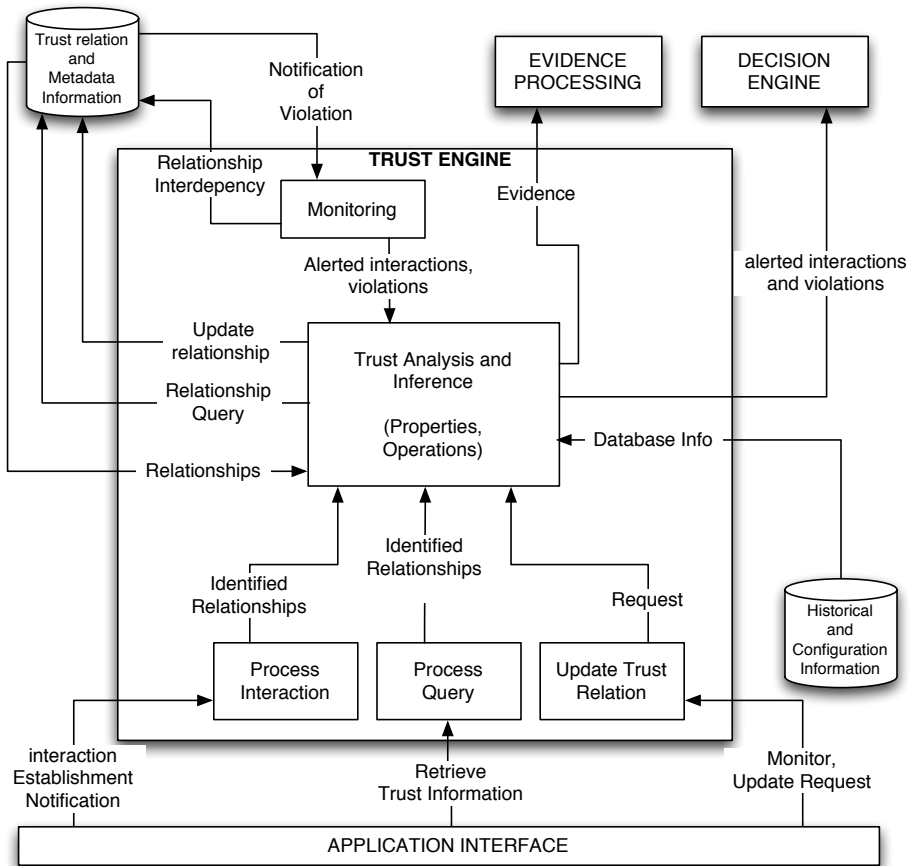 Trust relation
and
Metadata
Information
Notification
of
Violation
EVIDENCE
PROCESSING
DECISION
ENGINE
TRUST ENGINE
Relationship
Interdepency
Monitoring
Evidence
Alerted interactions,
violations
alerted interactions
and violations
Update
relationship
Trust Analysis and
Inference
(Properties,
Operations)
Relationship
Query
Database Info
Relationships
Identified
Relationships
Identified
Relationships
Request
Historical
and
Configuration
Information
Process
Interaction
Process
Query
Update Trust
Relation
interaction
Establishment
Notification
Retrieve
Trust Information
Monitor,
Update Request
APPLICATION INTERFACE